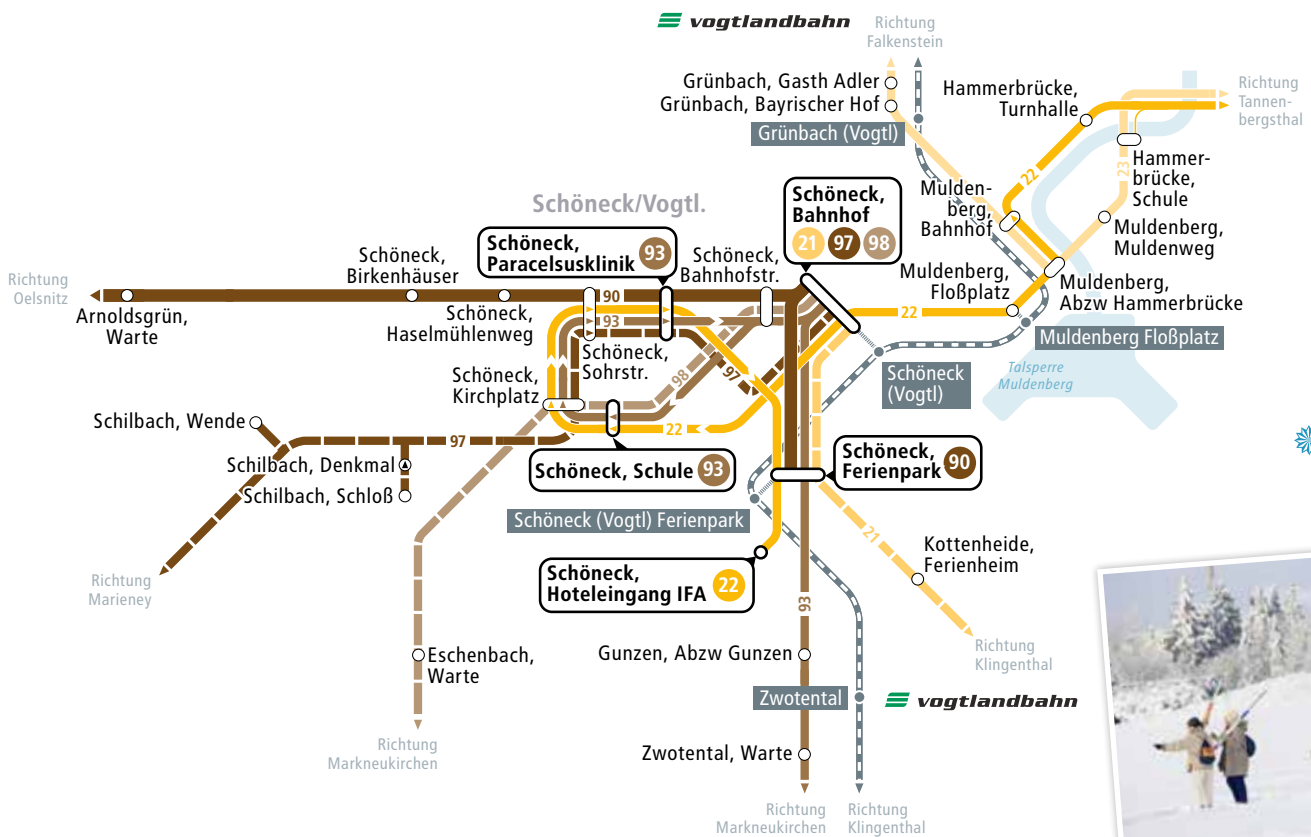 vogtlandbahn
Richtung
Falkenstein
Grünbach, Gasth Adler
Grünbach, Bayrischer Hof
Grünbach (Vogtl)
Hammerbrücke,
Turnhalle
Richtung
Tannen-
bergsthal
22
23
Hammer-
brücke,
Schule
Mulden-
berg,
Bahnhof
Muldenberg,
Muldenweg
Schöneck/Vogtl.
Schöneck,
Bahnhof
21 97 98
Schöneck,
Paracelsusklinik 93
Schöneck,
Bahnhofstr.
Schöneck,
Birkenhäuser
Muldenberg,
Floßplatz
Muldenberg,
Abzw Hammerbrücke
Richtung
Oelsnitz
Arnoldsgrün,
Warte
Schöneck,
Haselmühlenweg
90
93
22
Muldenberg Floßplatz
Schöneck,
Sohrstr.
98
97
Schöneck
(Vogtl)
Talsperre
Muldenberg
Schöneck,
Kirchplatz
Schilbach, Wende
97
22
Schilbach, Denkmal
Schilbach, Schloß
Schöneck, Schule 93
Schöneck,
Ferienpark 90
Schöneck (Vogtl) Ferienpark
21
Kottenheide,
Ferienheim
Schöneck,
Hoteleingang IFA 22
Richtung
Marieney
93
Eschenbach,
Warte
Gunzen, Abzw Gunzen
Richtung
Klingenthal
Zwotental
vogtlandbahn
Richtung
Markneukirchen
Zwotental, Warte
Richtung
Markneukirchen
Richtung
Klingenthal